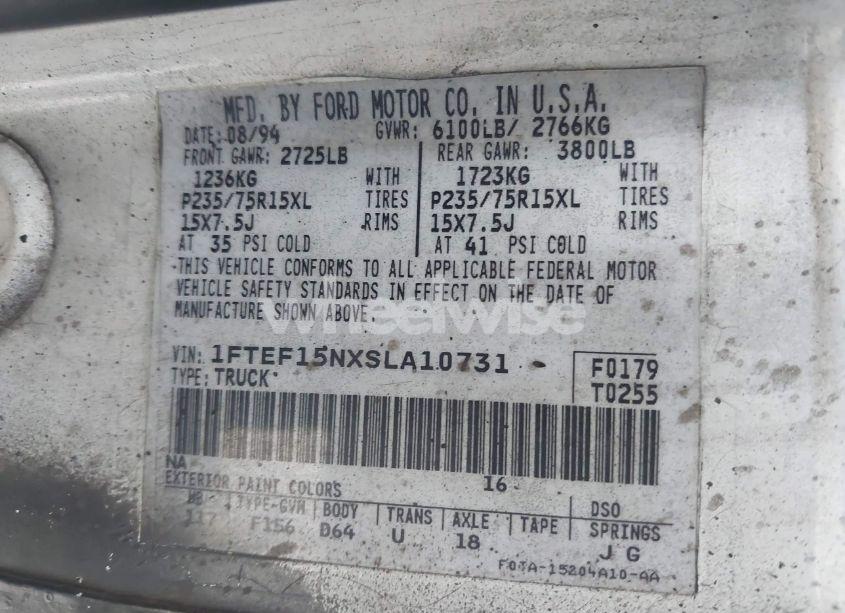 MFD. BY FORD MOTOR CO. IN U.S.A.
DATE: 08/94 GVWR: 6100LB/ 2766KG
FRONT GAWR: 2725LB REAR GAWR: 3800LB
1236KG WITH 1723KG WITH
P235/75R15XL TIRES P235/75R15XL TIRES
15X7.5J RIMS 15X7.5J RIMS
AT 35 PSI COLD AT 41 PSI COLD
THIS VEHICLE CONFORMS TO ALL APPLICABLE FEDERAL MOTOR
VEHICLE SAFETY STANDARDS IN EFFECT ON THE DATE OF
MANUFACTURE SHOWN ABOVE.
wheelwise
VIN: 1FTEF15NXSLA10731 F0179
TYPE: TRUCK T0255
NA 16
EXTERIOR PAINT COLORS DSO
WB TYPE-GVW BODY TRANS AXLE TAPE SPRINGS
117 F156 D64 U 18 J G
F0TA-15204A10-AA